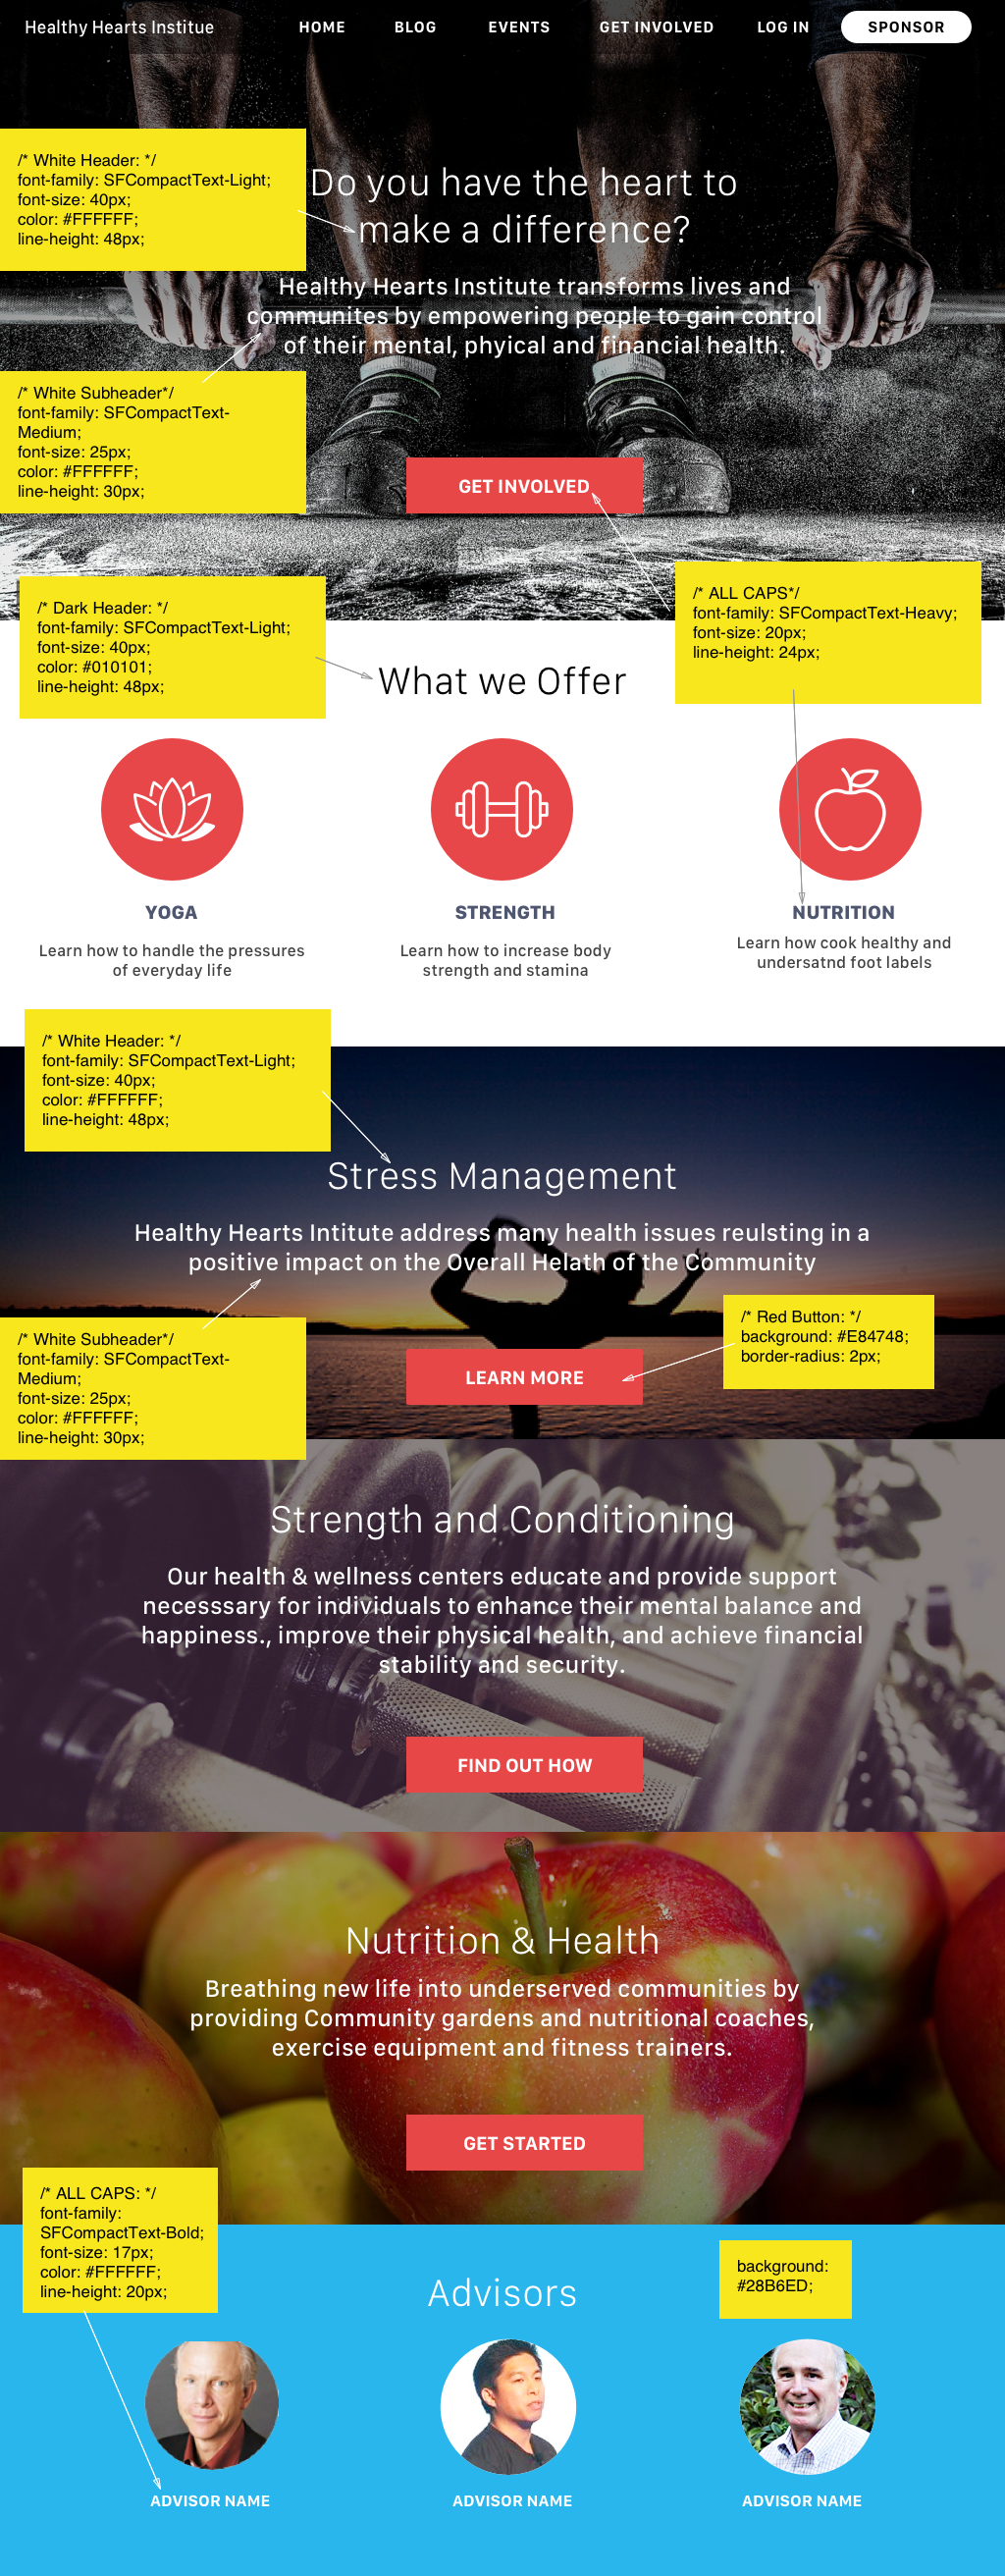 Healthy Hearts Institue HOME BLOG EVENTS GET INVOLVED LOG IN SPONSOR
/* White Header: */
font-family: SFCompactText-Light;
font-size: 40px;
color: #FFFFFF;
line-height: 48px;
Do you have the heart to
make a difference?
Healthy Hearts Institute transforms lives and
communites by empowering people to gain control
of their mental, phyical and financial health.
/* White Subheader*/
font-family: SFCompactText-
Medium;
font-size: 25px;
color: #FFFFFF;
line-height: 30px;
GET INVOLVED
/* Dark Header: */
font-family: SFCompactText-Light;
font-size: 40px;
color: #010101;
line-height: 48px;
/* ALL CAPS*/
font-family: SFCompactText-Heavy;
font-size: 20px;
line-height: 24px;
What we Offer
YOGA
Learn how to handle the pressures
of everyday life
STRENGTH
Learn how to increase body
strength and stamina
NUTRITION
Learn how cook healthy and
undersatnd foot labels
/* White Header: */
font-family: SFCompactText-Light;
font-size: 40px;
color: #FFFFFF;
line-height: 48px;
Stress Management
Healthy Hearts Intitute address many health issues reulsting in a
positive impact on the Overall Helath of the Community
/* White Subheader*/
font-family: SFCompactText-
Medium;
font-size: 25px;
color: #FFFFFF;
line-height: 30px;
/* Red Button: */
background: #E84748;
border-radius: 2px;
LEARN MORE
Strength and Conditioning
Our health & wellness centers educate and provide support
necesssary for individuals to enhance their mental balance and
happiness., improve their physical health, and achieve financial
stability and security.
FIND OUT HOW
Nutrition & Health
Breathing new life into underserved communities by
providing Community gardens and nutritional coaches,
exercise equipment and fitness trainers.
GET STARTED
/* ALL CAPS: */
font-family:
SFCompactText-Bold;
font-size: 17px;
color: #FFFFFF;
line-height: 20px;
Advisors
background:
#28B6ED;
ADVISOR NAME
ADVISOR NAME
ADVISOR NAME